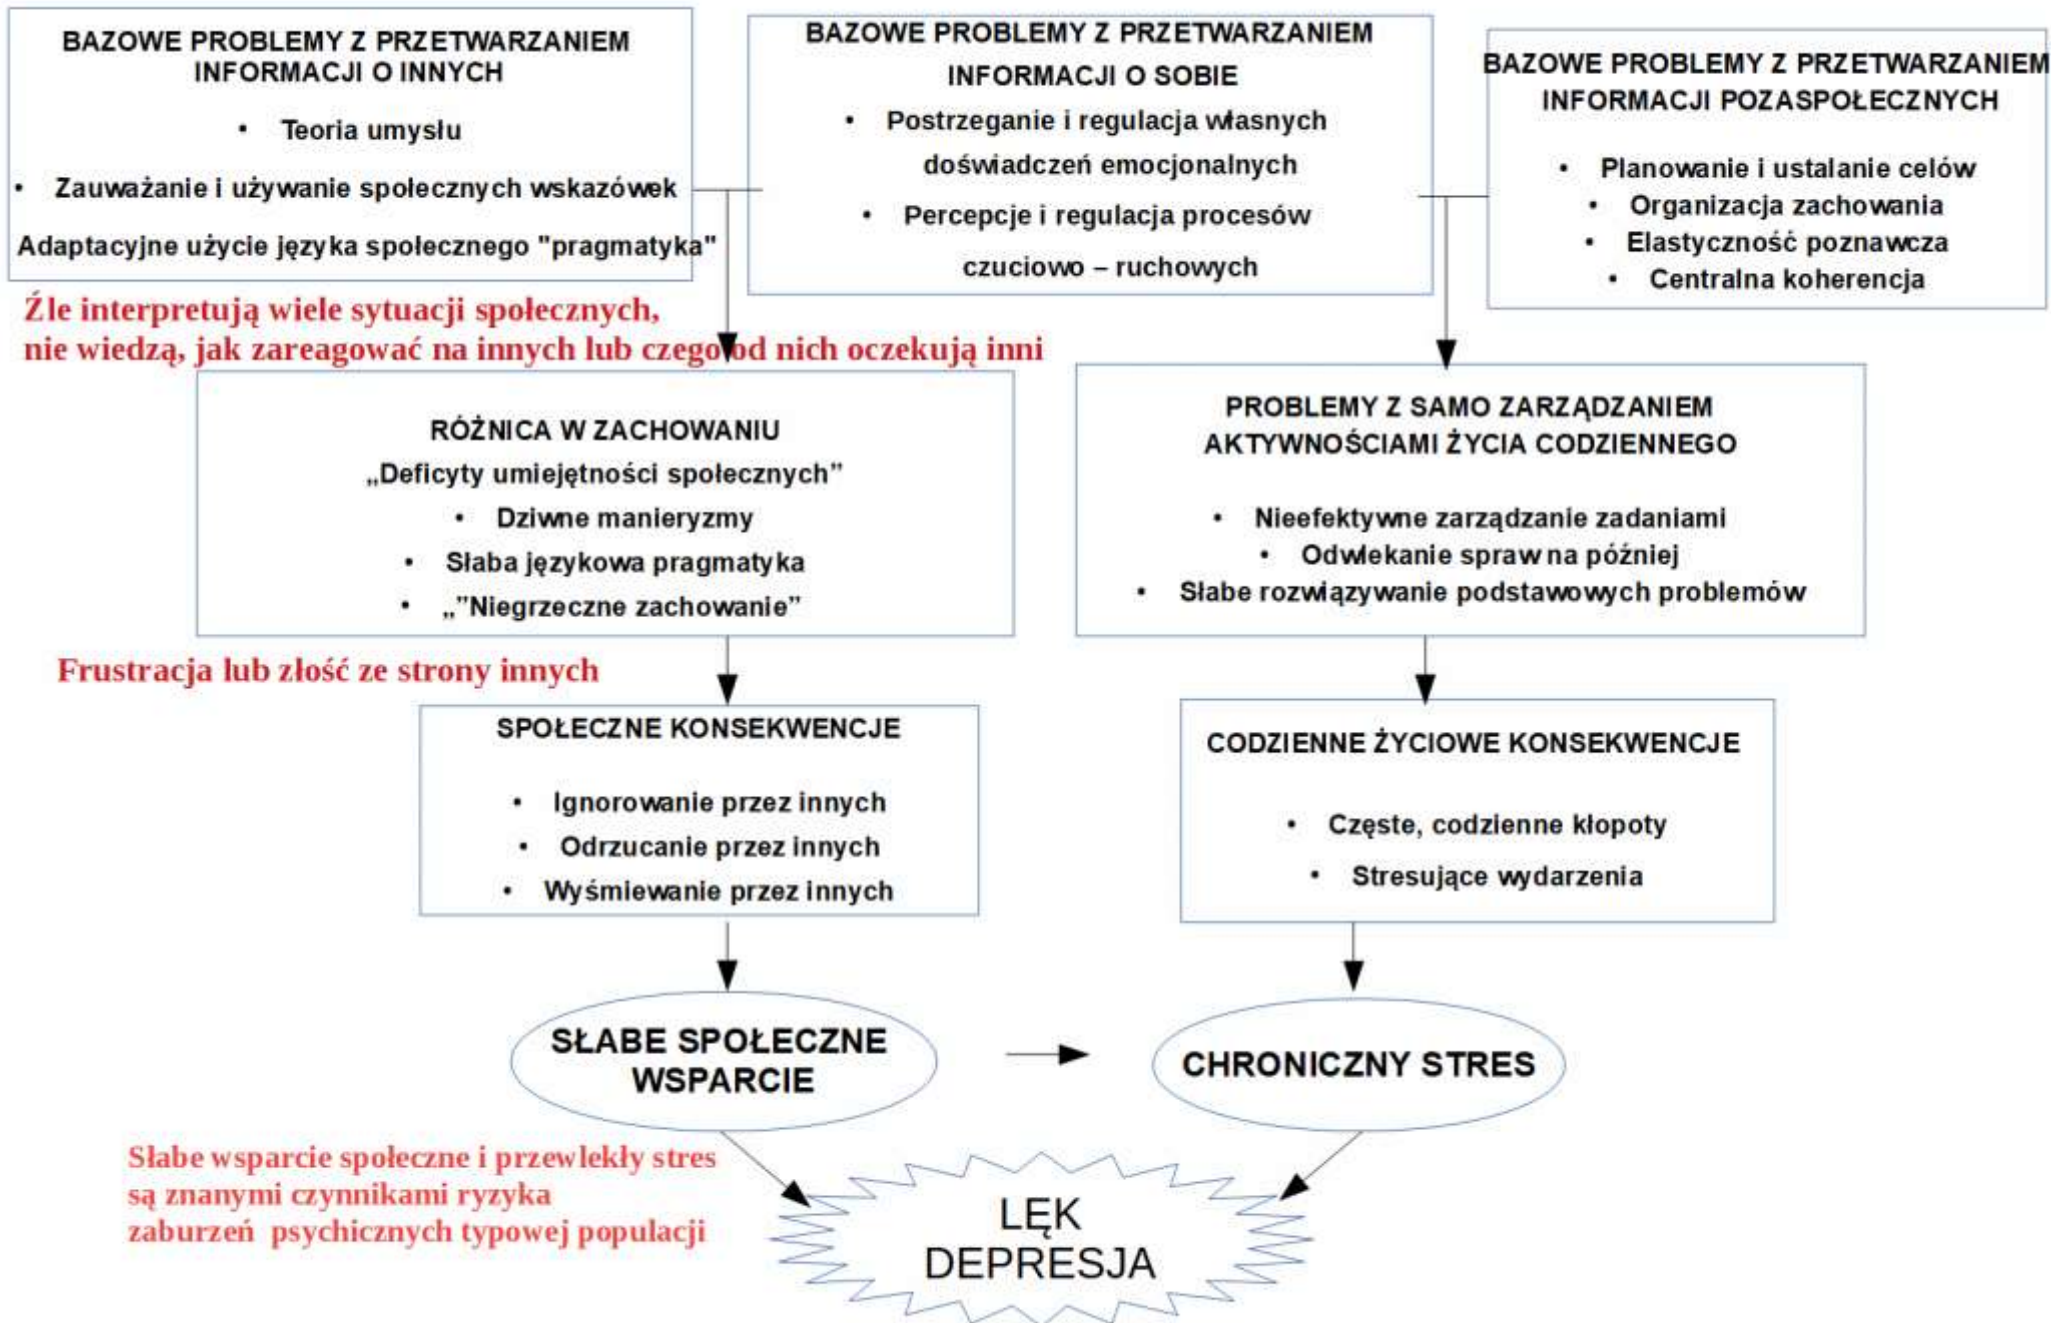 BAZOWE PROBLEMY Z PRZETWARZANIEM
INFORMACJI O INNYCH
• Teoria umysłu
• Zauważanie i używanie społecznych wskazówek
Adaptacyjne użycie języka społecznego "pragmatyka"
BAZOWE PROBLEMY Z PRZETWARZANIEM
INFORMACJI O SOBIE
• Postrzeganie i regulacja własnych
doświadczeń emocjonalnych
• Percepcje i regulacja procesów
czuciowo – ruchowych
BAZOWE PROBLEMY Z PRZETWARZANIEM
INFORMACJI POZASPOŁECZNYCH
• Planowanie i ustalanie celów
• Organizacja zachowania
• Elastyczność poznawcza
• Centralna koherencja
Źle interpretują wiele sytuacji społecznych,
nie wiedzą, jak zareagować na innych lub czego od nich oczekują inni
RÓŻNICA W ZACHOWANIU
„Deficyty umiejętności społecznych”
• Dziwne manieryzmy
• Słaba językowa pragmatyka
• „”Niegrzeczne zachowanie”
PROBLEMY Z SAMO ZARZĄDZANIEM
AKTYWNOŚCIAMI ŻYCIA CODZIENNEGO
• Nieefektywne zarządzanie zadaniami
• Odwlekanie spraw na później
• Słabe rozwiązywanie podstawowych problemów
Frustracja lub złość ze strony innych
SPOŁECZNE KONSEKWENCJE
• Ignorowanie przez innych
• Odrzucanie przez innych
• Wyśmiewanie przez innych
CODZIENNE ŻYCIOWE KONSEKWENCJE
• Częste, codzienne kłopoty
• Stresujące wydarzenia
SŁABE SPOŁECZNE
WSPARCIE
CHRONICZNY STRES
Słabe wsparcie społeczne i przewlekły stres
są znanymi czynnikami ryzyka
zaburzeń psychicznych typowej populacji
LĘK
DEPRESJA